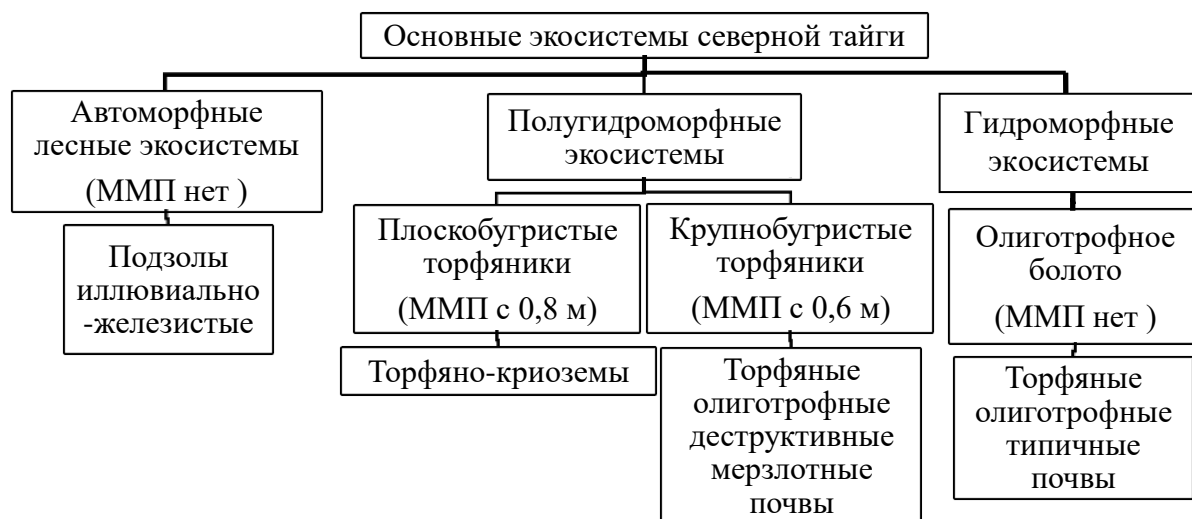 Основные экосистемы северной тайги
Автоморфные
лесные экосистемы
(ММП нет )
Подзолы
иллювиально
-железистые
Полугидроморфные
экосистемы
Плоскобугристые
торфяники
(ММП с 0,8 м)
Торфяно-криоземы
Крупнобугристые
торфяники
(ММП с 0,6 м)
Торфяные
олиготрофные
деструктивные
мерзлотные
почвы
Гидроморфные
экосистемы
Олиготрофное
болото
(ММП нет )
Торфяные
олиготрофные
типичные
почвы